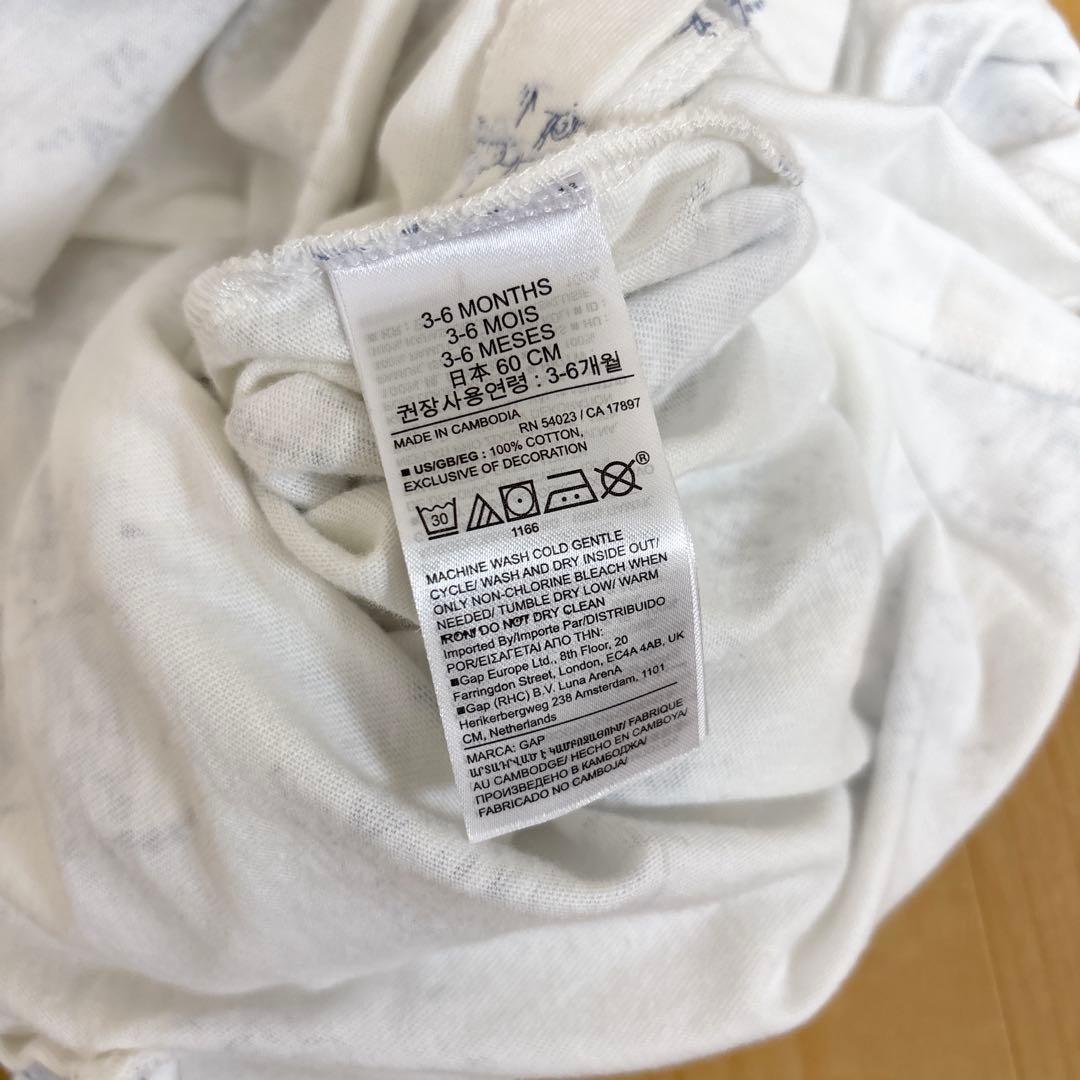 3-6 MONTHS
3-6 MOIS
3-6 MESES
日本 60 CM
권장사용연령 : 3-6개월
MADE IN CAMBODIA
RN 54023 / CA 17897
■ US/GB/EG : 100% COTTON,
EXCLUSIVE OF DECORATION
30
®
1166
MACHINE WASH COLD GENTLE
CYCLE/ WASH AND DRY INSIDE OUT/
ONLY NON-CHLORINE BLEACH WHEN
NEEDED/ TUMBLE DRY LOW/ WARM
IRON/ DO NOT DRY CLEAN
Imported By/Importe Par/DISTRIBUIDO
POR/ΕΙΣΑΓΕΤΑΙ ΑΠΟ ΤΗΝ:
■Gap Europe Ltd., 8th Floor, 20
Farringdon Street, London, EC4A 4AB, UK
■Gap (RHC) B.V. Luna ArenA
Herikerbergweg 238 Amsterdam, 1101
CM, Netherlands
MARCA: GAP
ԱՐՏԱԴՐՎԱԾ Է ԿԱՄԲՈՋԱՅՈՒՄ/ FABRIQUE
AU CAMBODGE/ HECHO EN CAMBOYA/
ПРОИЗВЕДЕНО В КАМБОДЖА/
FABRICADO NO CAMBOJA/